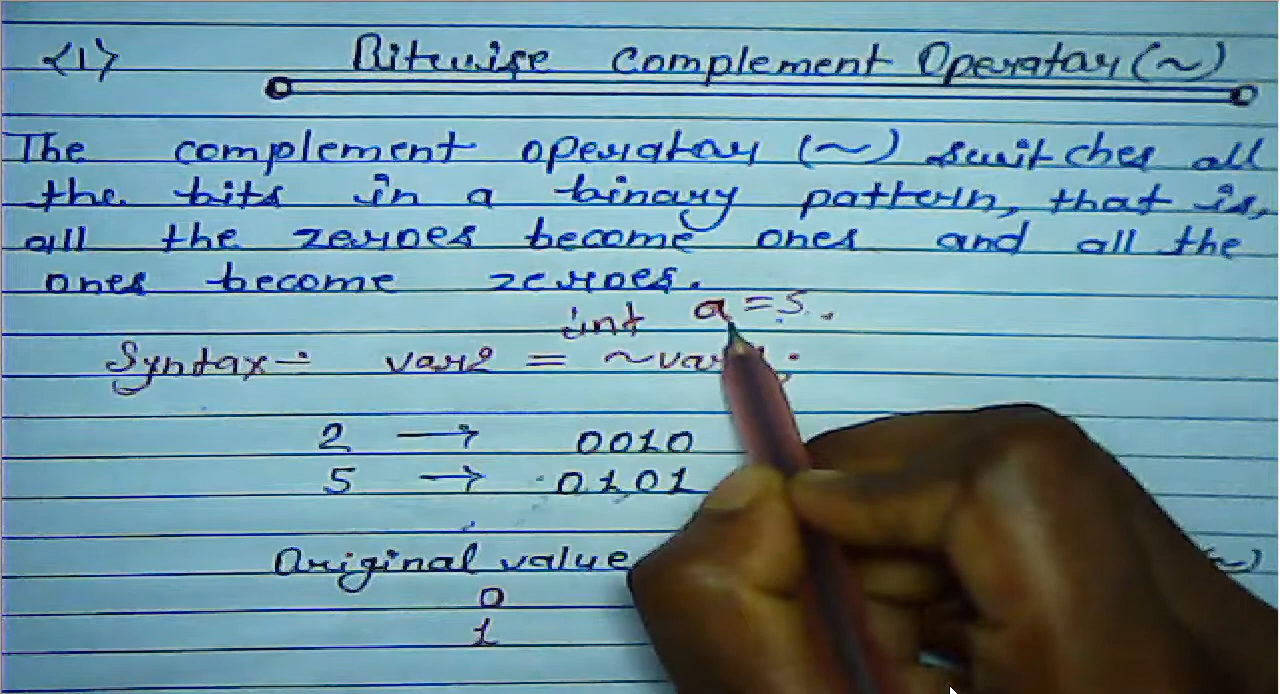 <1> Bitwise Complement Operator (~)
The complement operator (~) switches all
the bits in a binary pattern, that is,
all the zeroes become ones and all the
ones become zeroes.
int a = 5.
Syntax:- var2 = ~var ;
2 → 0010
5 → 0101
Original value ~)
0
1